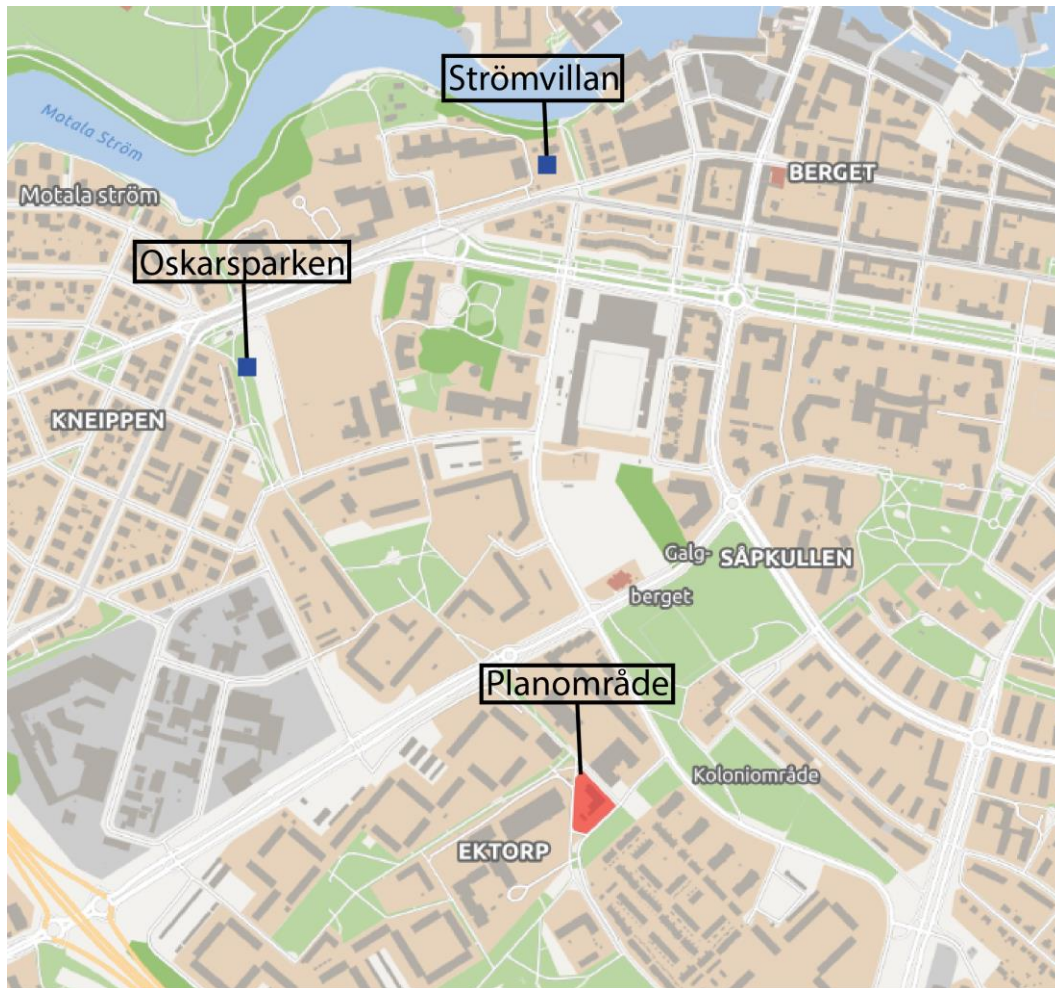 Strömvillan
Motala Ström
BERGET
Motala ström
Oskarsparken
KNEIPPEN
Galg-
berget
SÅPKULLEN
Planområde
Koloniområde
EKTORP